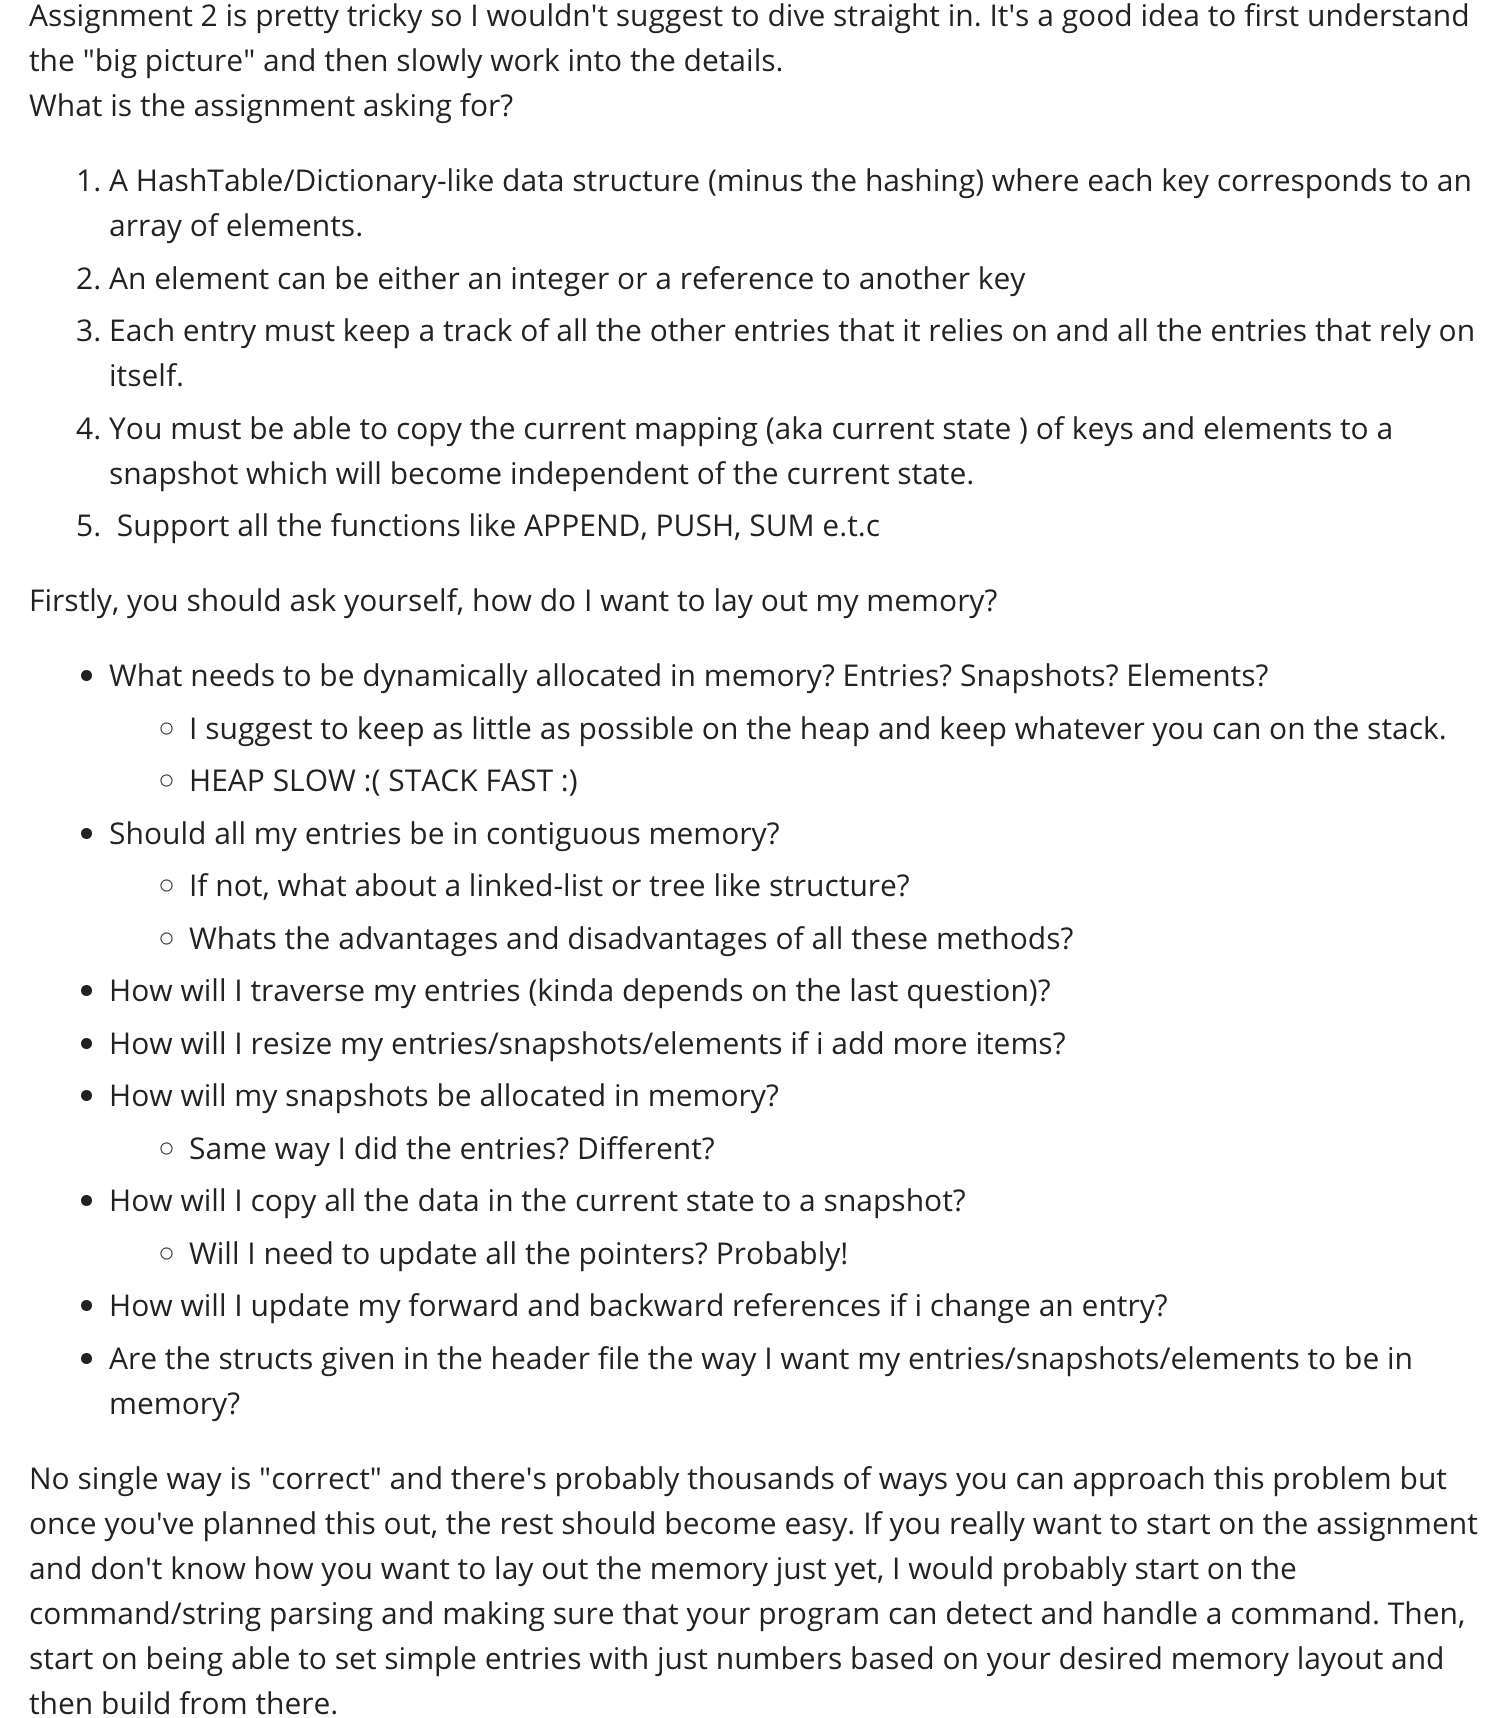 Assignment 2 is pretty tricky so I wouldn't suggest to dive straight in. It's a good idea to first understand
the "big picture" and then slowly work into the details.
What is the assignment asking for?
1. A HashTable/Dictionary-like data structure (minus the hashing) where each key corresponds to an
array of elements.
2. An element can be either an integer or a reference to another key
3. Each entry must keep a track of all the other entries that it relies on and all the entries that rely on
itself.
4. You must be able to copy the current mapping (aka current state ) of keys and elements to a
snapshot which will become independent of the current state.
5. Support all the functions like APPEND, PUSH, SUM e.t.c
Firstly, you should ask yourself, how do I want to lay out my memory?
• What needs to be dynamically allocated in memory? Entries? Snapshots? Elements?
◦ I suggest to keep as little as possible on the heap and keep whatever you can on the stack.
◦ HEAP SLOW :( STACK FAST :)
• Should all my entries be in contiguous memory?
◦ If not, what about a linked-list or tree like structure?
◦ Whats the advantages and disadvantages of all these methods?
• How will I traverse my entries (kinda depends on the last question)?
• How will I resize my entries/snapshots/elements if i add more items?
• How will my snapshots be allocated in memory?
◦ Same way I did the entries? Different?
• How will I copy all the data in the current state to a snapshot?
◦ Will I need to update all the pointers? Probably!
• How will I update my forward and backward references if i change an entry?
• Are the structs given in the header file the way I want my entries/snapshots/elements to be in
memory?
No single way is "correct" and there's probably thousands of ways you can approach this problem but
once you've planned this out, the rest should become easy. If you really want to start on the assignment
and don't know how you want to lay out the memory just yet, I would probably start on the
command/string parsing and making sure that your program can detect and handle a command. Then,
start on being able to set simple entries with just numbers based on your desired memory layout and
then build from there.